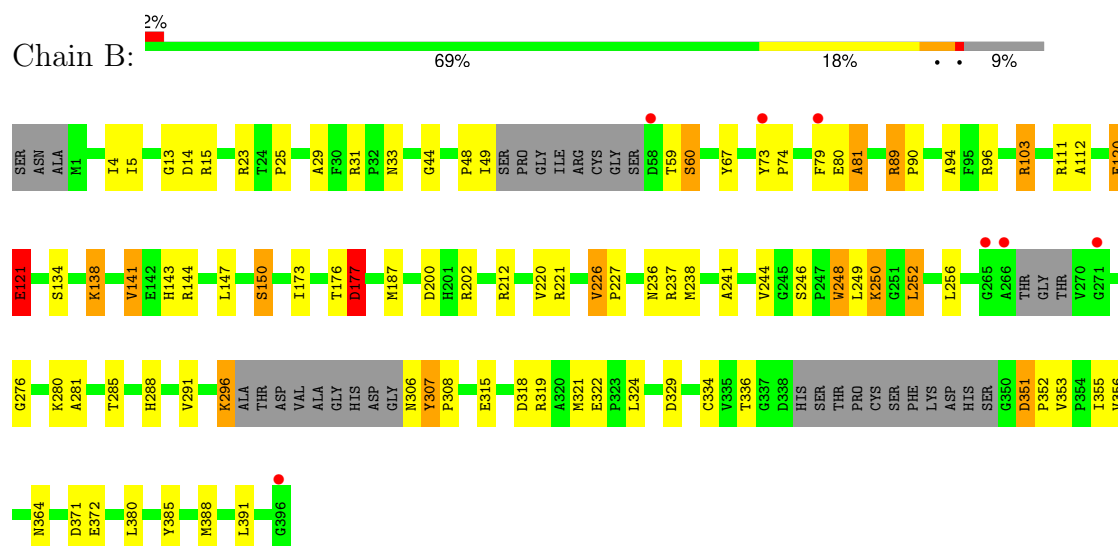 2%
Chain B:
69% 18% • • 9%
SER ASN ALA M1 I4 I5 G13 D14 R15 R23 T24 P25 A29 F30 R31 P32 N33 G44 P48 I49 SER PRO GLY ILE ARG CYS GLY SER D58 T59 S60 Y67 Y73 P74 F79 E80 A81 R89 P90 A94 F95 R96 R103 R111 A112 E120
E121 S134 K138 V141 E142 H143 R144 L147 S150 I173 T176 D177 M187 D200 H201 R202 R212 V220 R221 V226 P227 N236 R237 M238 A241 V244 G245 S246 P247 W248 L249 K250 G251 L252 L256 G265 A266 THR GLY THR V270 G271
G276 K280 A281 T285 H288 V291 K296 ALA THR ASP VAL ALA GLY HIS ASP GLY N306 Y307 P308 E315 D318 R319 A320 M321 E322 P323 L324 D329 C334 V335 T336 G337 D338 HIS SER THR PRO CYS SER PHE LYS ASP HIS SER G350 D351 P352 V353 P354 I355
N364 D371 E372 L380 Y385 M388 L391 G396